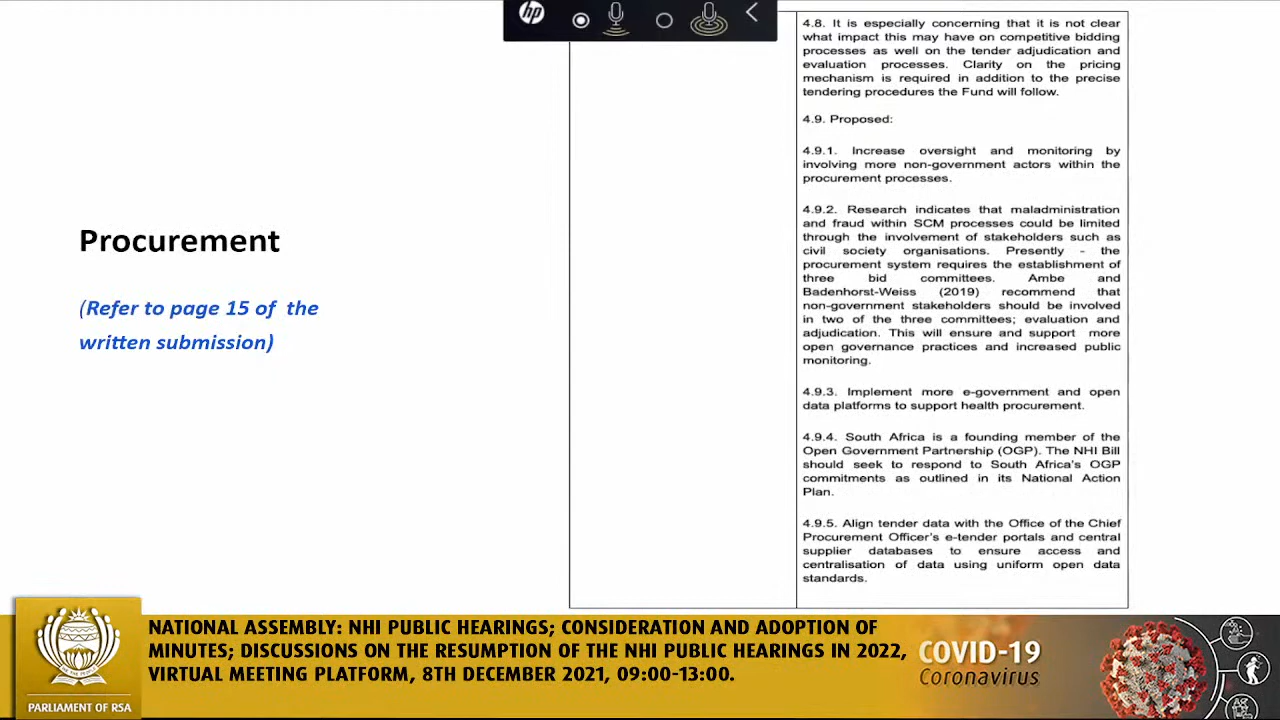 hp
4.8. It is especially concerning that it is not clear
what impact this may have on competitive bidding
processes as well on the tender adjudication and
evaluation processes. Clarity on the pricing
mechanism is required in addition to the precise
tendering procedures the Fund will follow.
4.9. Proposed:
4.9.1. Increase oversight and monitoring by
involving more non-government actors within the
procurement processes.
4.9.2. Research indicates that maladministration
and fraud within SCM processes could be limited
through the involvement of stakeholders such as
civil society organisations. Presently - the
procurement system requires the establishment of
three bid committees. Ambe and
Badenhorst-Weiss (2019) recommend that
non-government stakeholders should be involved
in two of the three committees; evaluation and
adjudication. This will ensure and support more
open governance practices and increased public
monitoring.
4.9.3. Implement more e-government and open
data platforms to support health procurement.
4.9.4. South Africa is a founding member of the
Open Government Partnership (OGP). The NHI Bill
should seek to respond to South Africa's OGP
commitments as outlined in its National Action
Plan.
4.9.5. Align tender data with the Office of the Chief
Procurement Officer's e-tender portals and central
supplier databases to ensure access and
centralisation of data using uniform open data
standards.
Procurement
(Refer to page 15 of the
written submission)
NATIONAL ASSEMBLY: NHI PUBLIC HEARINGS; CONSIDERATION AND ADOPTION OF
MINUTES; DISCUSSIONS ON THE RESUMPTION OF THE NHI PUBLIC HEARINGS IN 2022,
VIRTUAL MEETING PLATFORM, 8TH DECEMBER 2021, 09:00-13:00.
PARLIAMENT OF RSA
COVID-19
Coronavirus